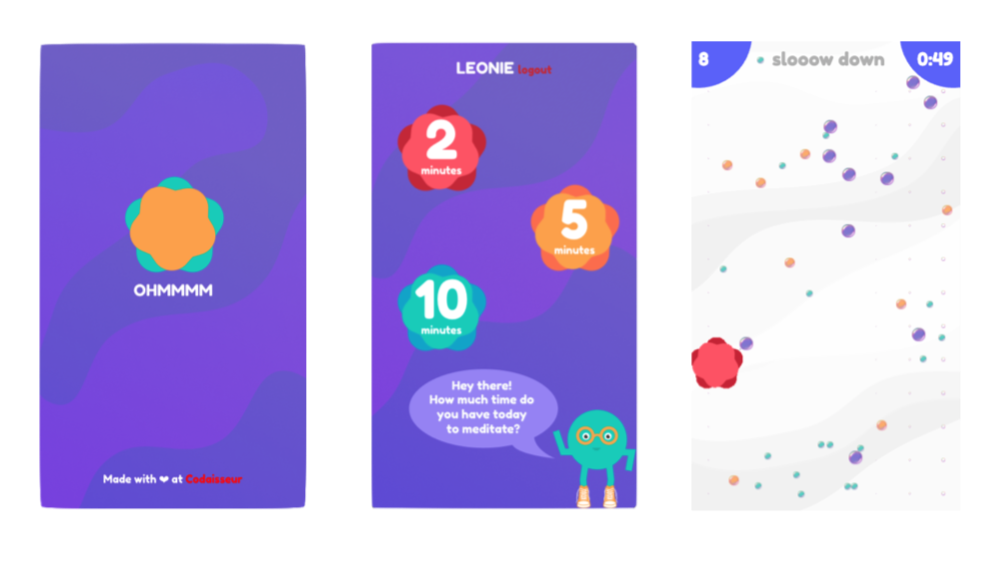 OHMMMM
Made with ❤ at Codaisseur
LEONIE logout
2
minutes
5
minutes
10
minutes
Hey there!
How much time do
you have today
to meditate?
8
slooow down
0:49